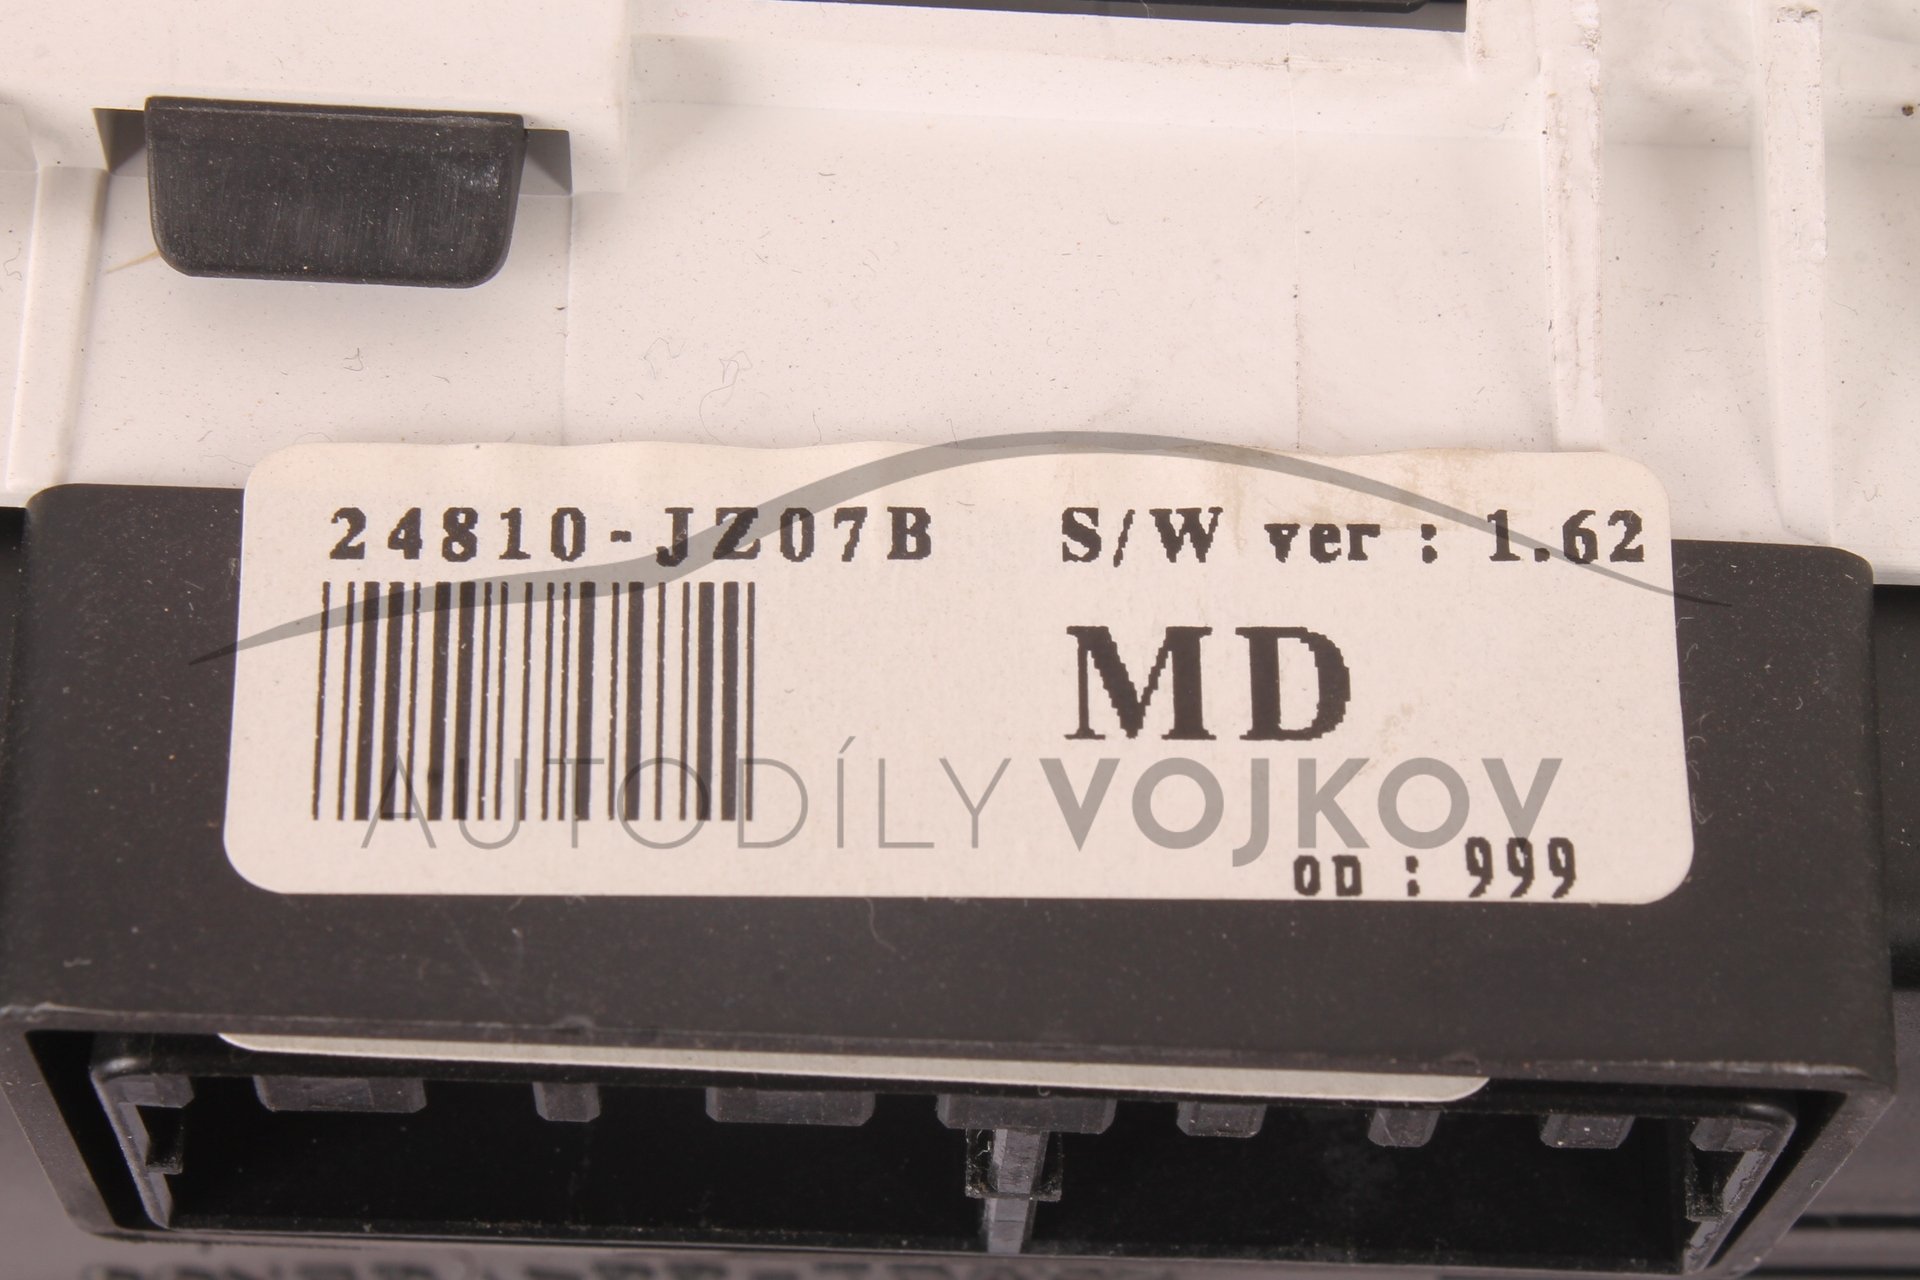 24810-JZ07B S/W ver : 1.62
MD
AUTODÍLY VOJKOV
OD : 999